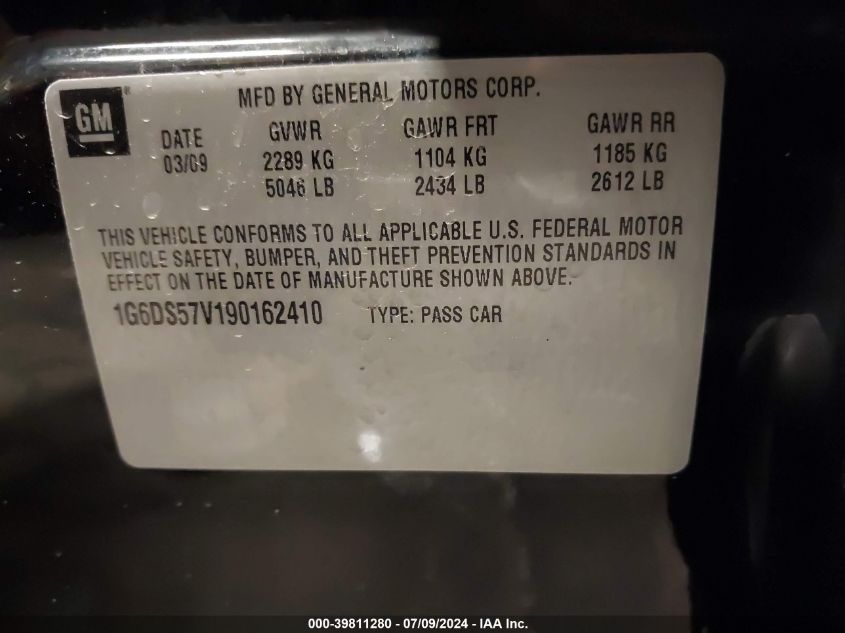 MFD BY GENERAL MOTORS CORP.
GM®
DATE GVWR GAWR FRT GAWR RR
03/09 2289 KG 1104 KG 1185 KG
5046 LB 2434 LB 2612 LB
THIS VEHICLE CONFORMS TO ALL APPLICABLE U.S. FEDERAL MOTOR
VEHICLE SAFETY, BUMPER, AND THEFT PREVENTION STANDARDS IN
EFFECT ON THE DATE OF MANUFACTURE SHOWN ABOVE.
1G6DS57V190162410 TYPE: PASS CAR
000-39811280 - 07/09/2024 - IAA Inc.